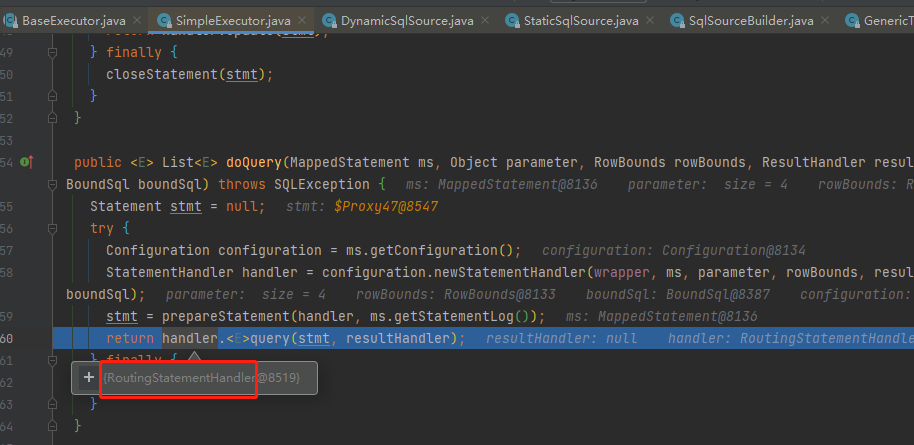 BaseExecutor.java × SimpleExecutor.java × DynamicSqlSource.java × StaticSqlSource.java × SqlSourceBuilder.java × GenericT
49 } finally {
50 closeStatement(stmt);
51 }
52 }
53
54 public <E> List<E> doQuery(MappedStatement ms, Object parameter, RowBounds rowBounds, ResultHandler resul
BoundSql boundSql) throws SQLException { ms: MappedStatement@8136 parameter: size = 4 rowBounds: R
55 Statement stmt = null; stmt: $Proxy47@8547
56 try {
57 Configuration configuration = ms.getConfiguration(); configuration: Configuration@8134
58 StatementHandler handler = configuration.newStatementHandler(wrapper, ms, parameter, rowBounds, resul
boundSql); parameter: size = 4 rowBounds: RowBounds@8133 boundSql: BoundSql@8387 configuration:
59 stmt = prepareStatement(handler, ms.getStatementLog()); ms: MappedStatement@8136
60 return handler.<E>query(stmt, resultHandler); resultHandler: null handler: RoutingStatementHandle
61 } finally {
62 + {RoutingStatementHandler@8519}
63 }
64 }